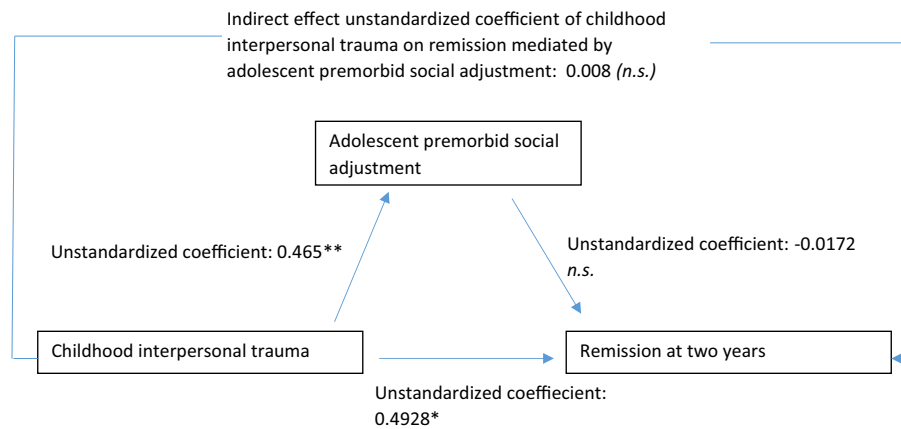 Indirect effect unstandardized coefficient of childhood
interpersonal trauma on remission mediated by
adolescent premorbid social adjustment: 0.008 (n.s.)
Adolescent premorbid social
adjustment
Unstandardized coefficient: 0.465**
Unstandardized coefficient: -0.0172
n.s.
Childhood interpersonal trauma
Remission at two years
Unstandardized coeffiecient:
0.4928*